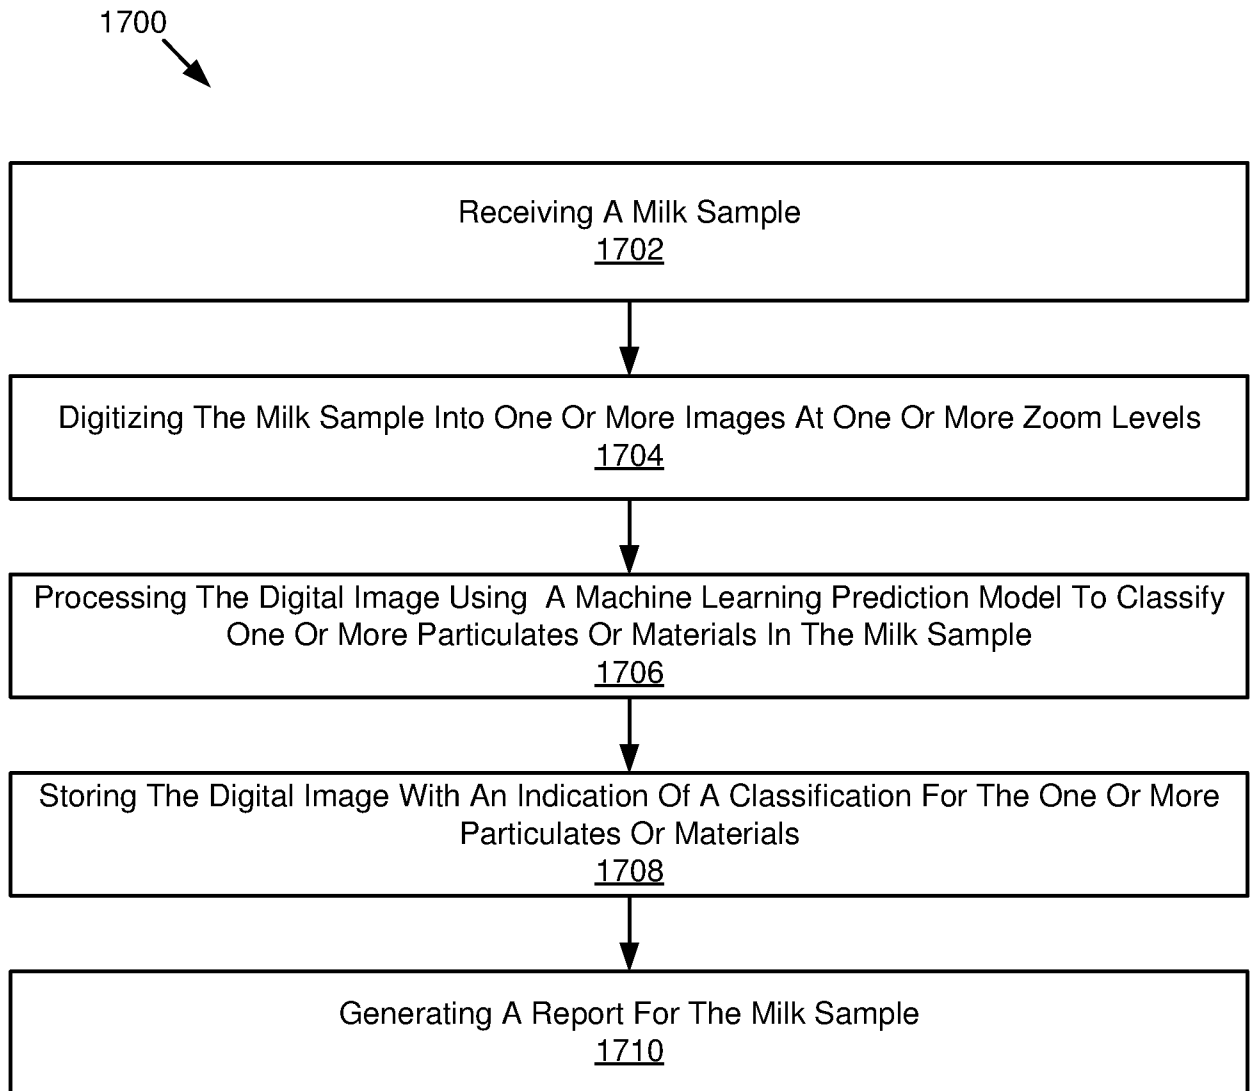 1700
Receiving A Milk Sample
1702
Digitizing The Milk Sample Into One Or More Images At One Or More Zoom Levels
1704
Processing The Digital Image Using  A Machine Learning Prediction Model To Classify
One Or More Particulates Or Materials In The Milk Sample
1706
Storing The Digital Image With An Indication Of A Classification For The One Or More
Particulates Or Materials
1708
Generating A Report For The Milk Sample
1710